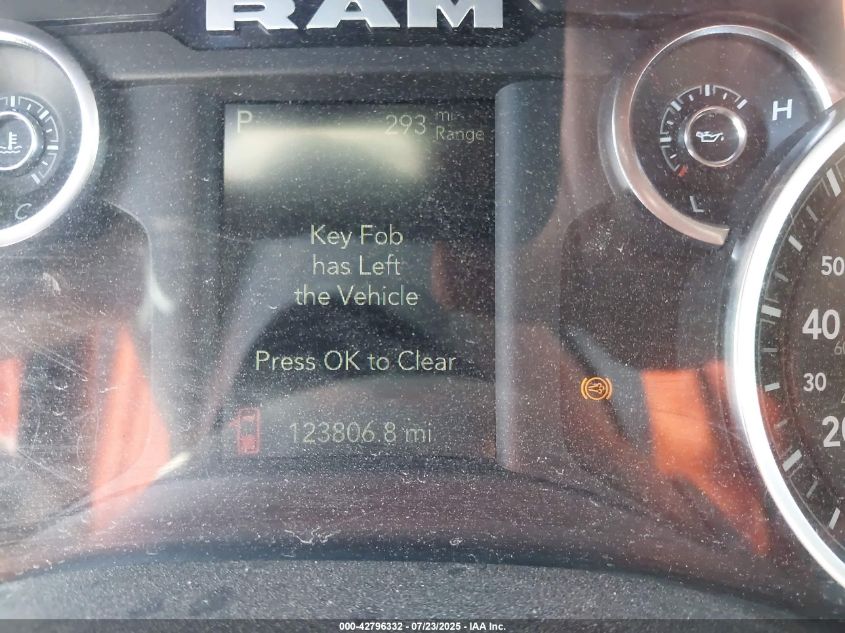 RAM
P 293 mi Range
H
C
L
Key Fob
has Left
the Vehicle
Press OK to Clear
123806.8 mi
50
40
30
20
000-42796332 - 07/23/2025 - IAA Inc.